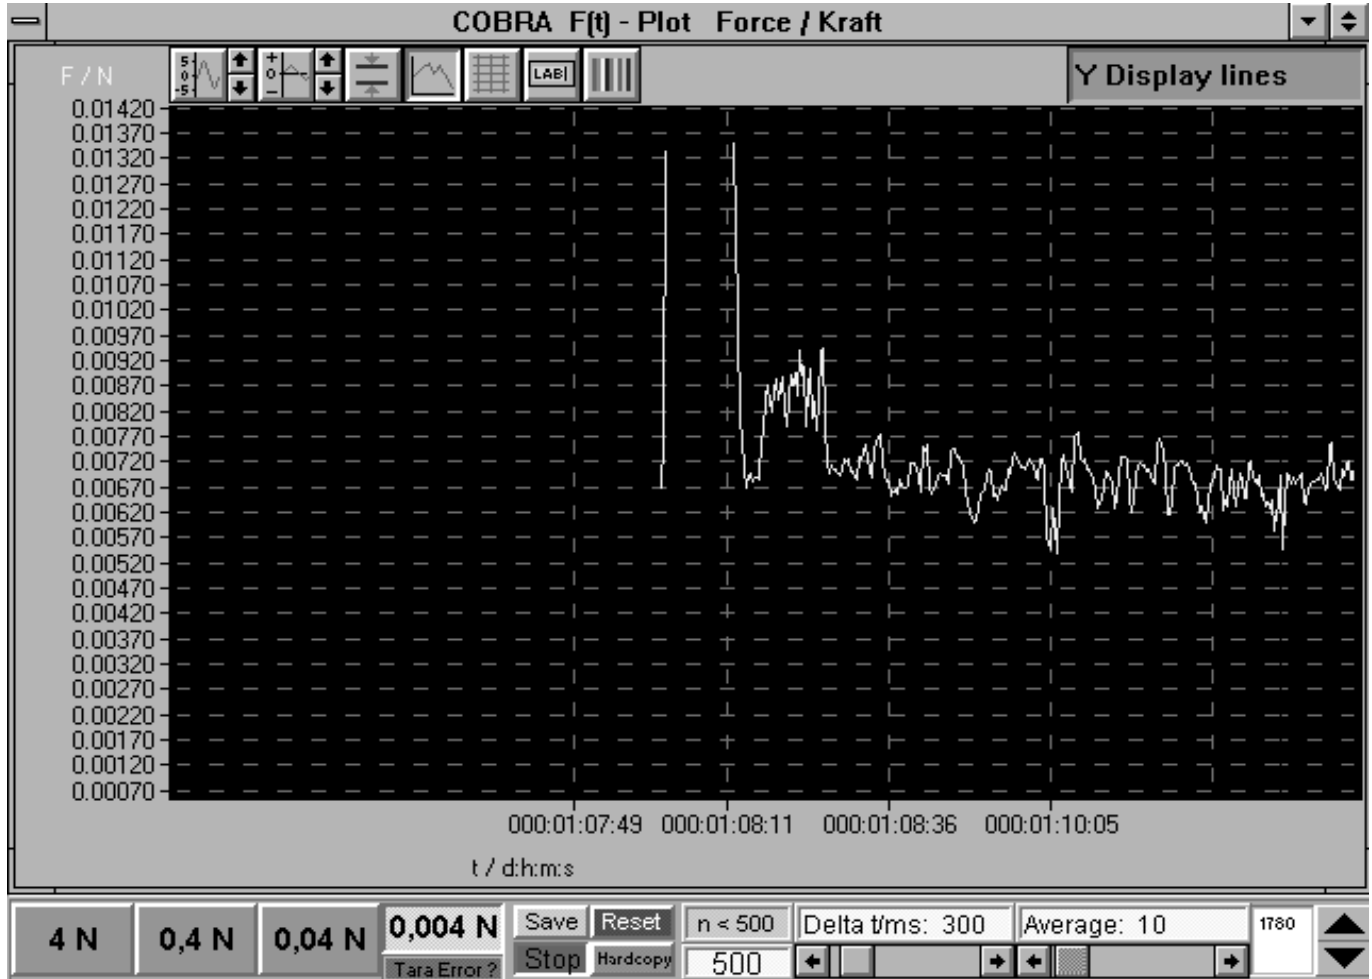 COBRA F(t) - Plot Force / Kraft
F / N
5
0
-5
+
0
−
LAB
Y Display lines
0.01420
0.01370
0.01320
0.01270
0.01220
0.01170
0.01120
0.01070
0.01020
0.00970
0.00920
0.00870
0.00820
0.00770
0.00720
0.00670
0.00620
0.00570
0.00520
0.00470
0.00420
0.00370
0.00320
0.00270
0.00220
0.00170
0.00120
0.00070
000:01:07:49 000:01:08:11 000:01:08:36 000:01:10:05
t / d:h:m:s
4 N 0,4 N 0,04 N 0,004 N
Tara Error ?
Save Reset
Stop Hardcopy
n < 500
500
Delta t/ms: 300
Average: 10
1780